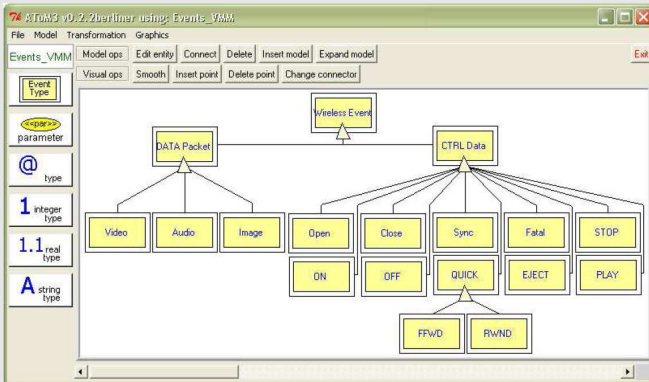 AToM3 v0.2.2berliner using: Events_VMM
File Model Transformation Graphics
Events_VMM Model ops Edit entity Connect Delete Insert model Expand model Exit
Visual ops Smooth Insert point Delete point Change connector
Event
Type
<<par>>
parameter
@ type
1 integer
type
1.1 real
type
A string
type
Wireless Event
DATA Packet CTRL Data
Video Audio Image Open Close Sync Fatal STOP
ON OFF QUICK EJECT PLAY
FFWD RWND